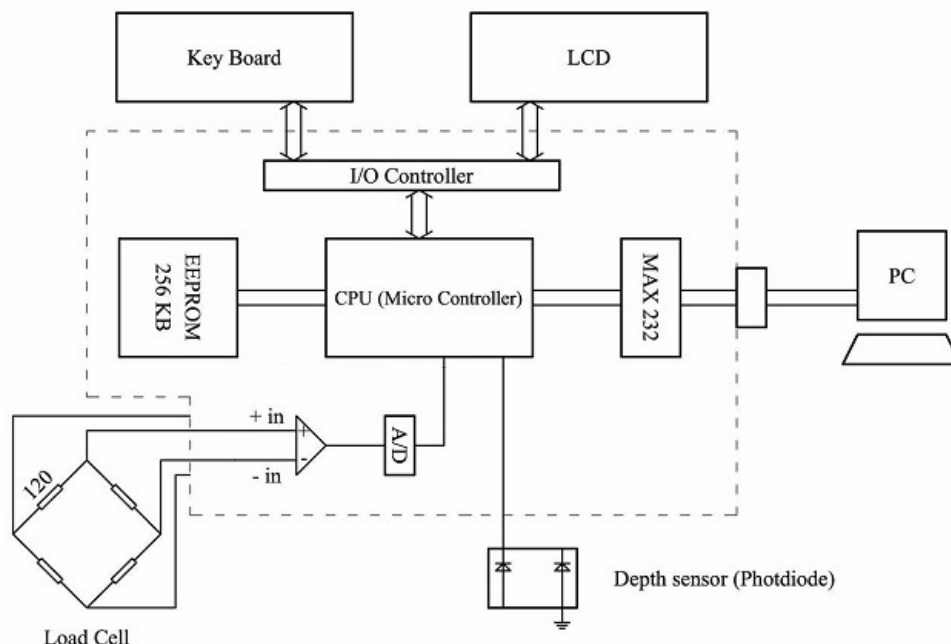 Key Board
LCD
I/O Controller
EEPROM
256 KB
CPU (Micro Controller)
MAX 232
PC
+ in
+
A/D
-
- in
120
Depth sensor (Photdiode)
Load Cell